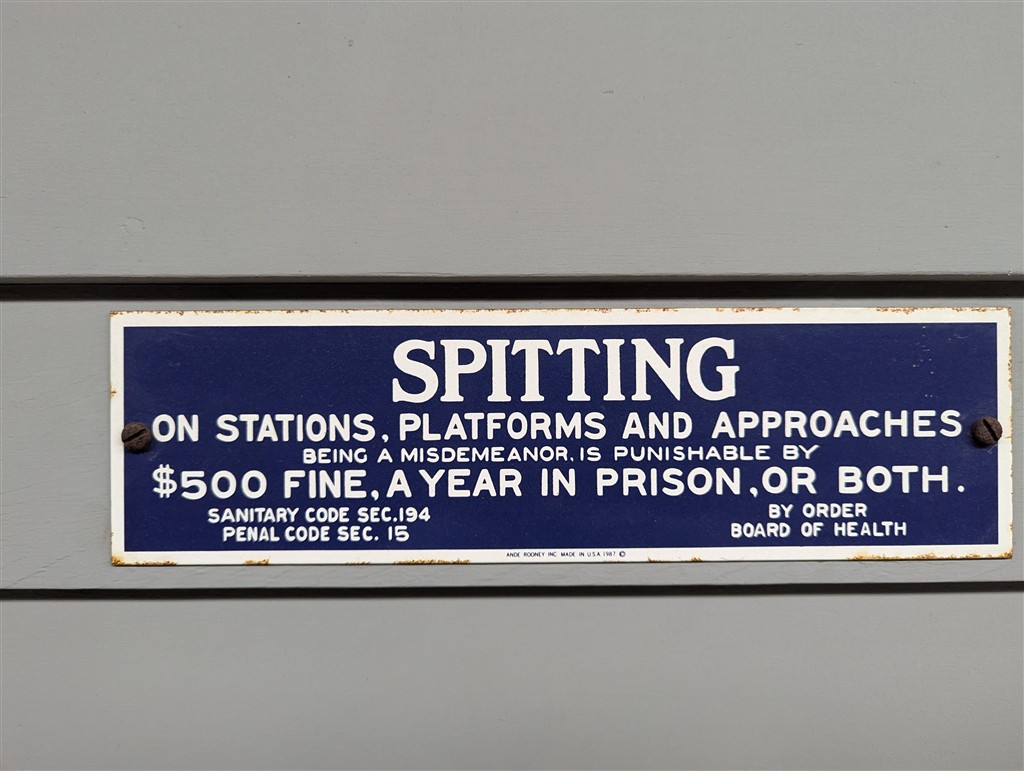 SPITTING
ON STATIONS, PLATFORMS AND APPROACHES
BEING A MISDEMEANOR, IS PUNISHABLE BY
$500 FINE, A YEAR IN PRISON, OR BOTH.
SANITARY CODE SEC. 194
PENAL CODE SEC. 15
BY ORDER
BOARD OF HEALTH
ANDE ROONEY INC. MADE IN U.S.A. 1987 ©